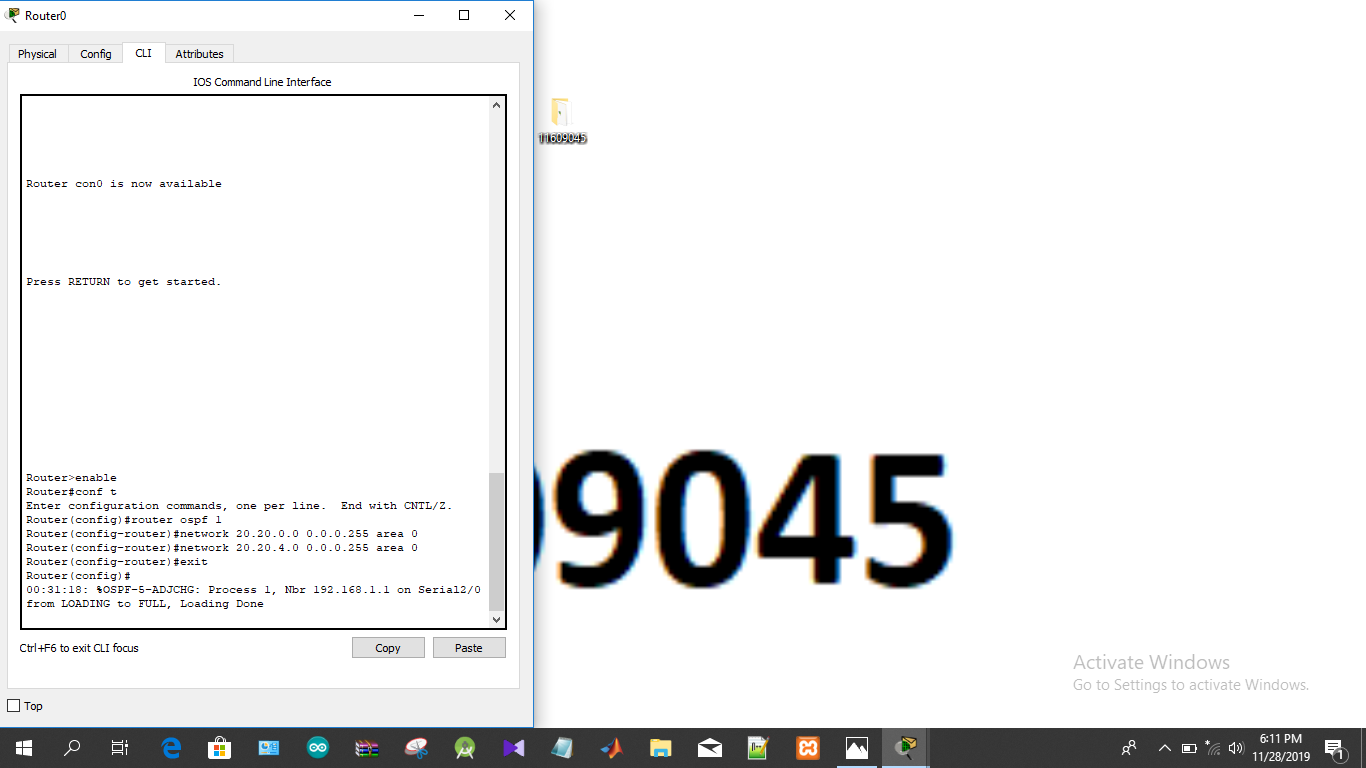 Router0
Physical
Config
CLI
Attributes
IOS Command Line Interface
Router con0 is now available
Press RETURN to get started.
Router>enable
Router#conf t
Enter configuration commands, one per line.  End with CNTL/Z.
Router(config)#router ospf 1
Router(config-router)#network 20.20.0.0 0.0.0.255 area 0
Router(config-router)#network 20.20.4.0 0.0.0.255 area 0
Router(config-router)#exit
Router(config)#
00:31:18: %OSPF-5-ADJCHG: Process 1, Nbr 192.168.1.1 on Serial2/0
from LOADING to FULL, Loading Done
Ctrl+F6 to exit CLI focus
Copy
Paste
Top
11609045
09045
Activate Windows
Go to Settings to activate Windows.
6:11 PM
11/28/2019
1